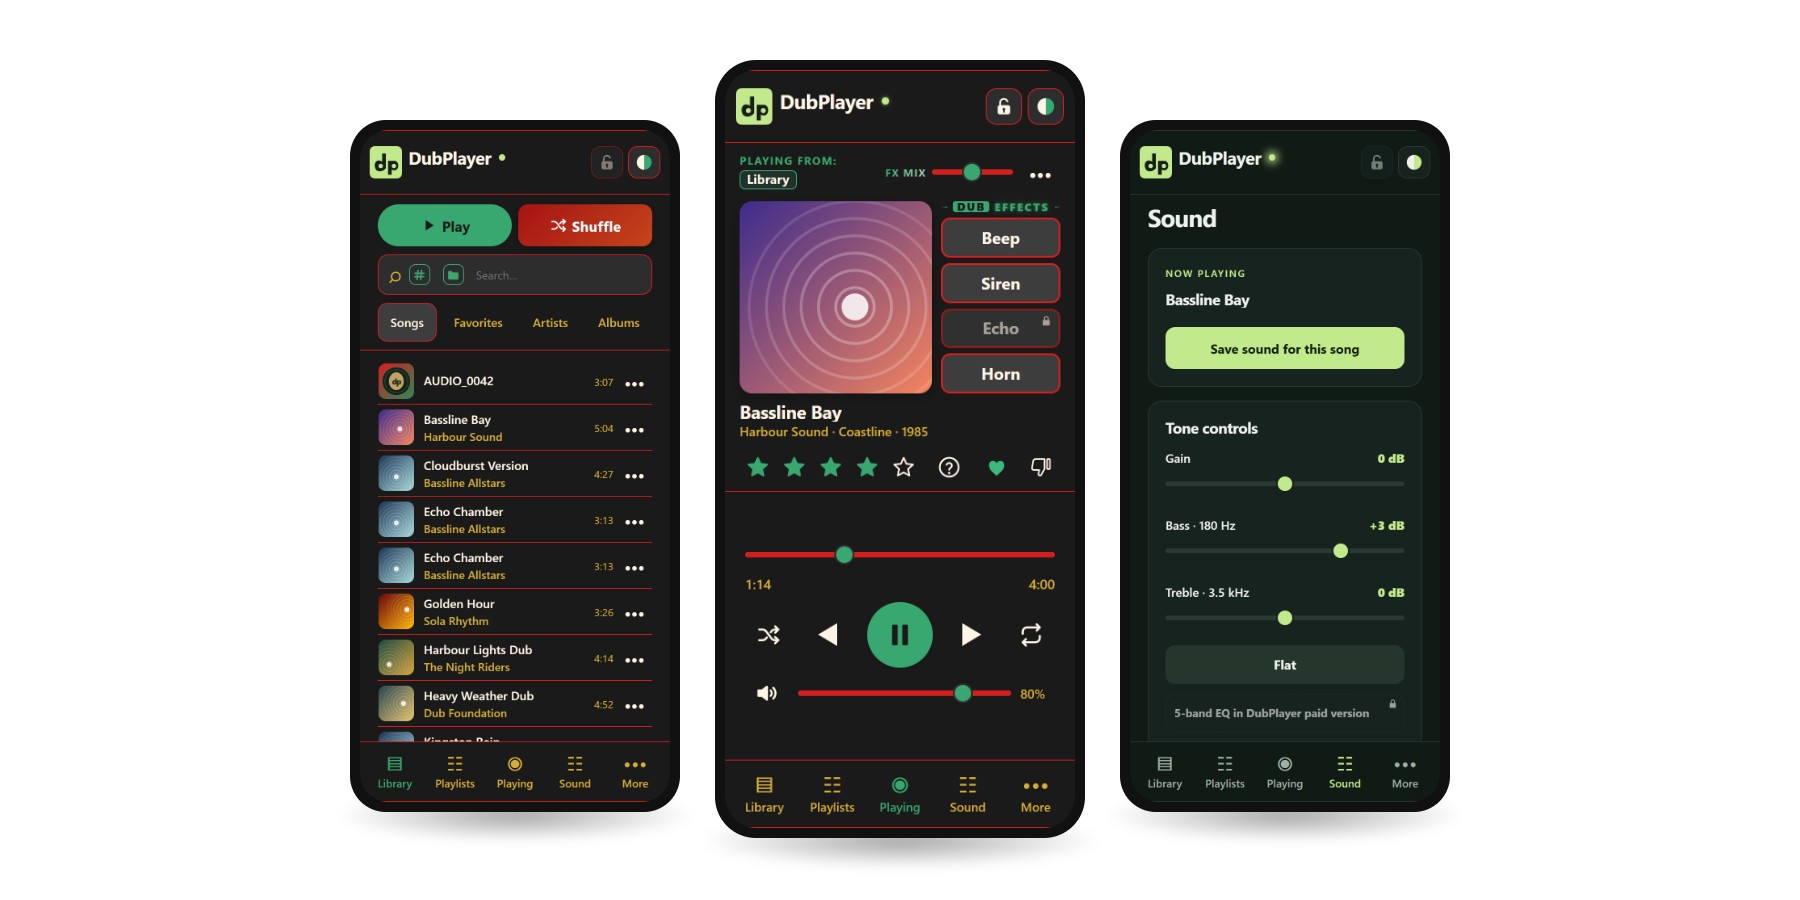 dp DubPlayer
Play
Shuffle
Search...
Songs Favorites Artists Albums
dp
AUDIO_0042 3:07
Bassline Bay
Harbour Sound 5:04
Cloudburst Version
Bassline Allstars 4:27
Echo Chamber
Bassline Allstars 3:13
Echo Chamber
Bassline Allstars 3:13
Golden Hour
Sola Rhythm 3:26
Harbour Lights Dub
The Night Riders 4:14
Heavy Weather Dub
Dub Foundation 4:52
Library Playlists Playing Sound More
dp DubPlayer
PLAYING FROM:
Library
FX MIX
DUB EFFECTS
Beep
Siren
Echo
Horn
Bassline Bay
Harbour Sound · Coastline · 1985
1:14 4:00
80%
Library Playlists Playing Sound More
dp DubPlayer
Sound
NOW PLAYING
Bassline Bay
Save sound for this song
Tone controls
Gain 0 dB
Bass · 180 Hz +3 dB
Treble · 3.5 kHz 0 dB
Flat
5-band EQ in DubPlayer paid version
Library Playlists Playing Sound More